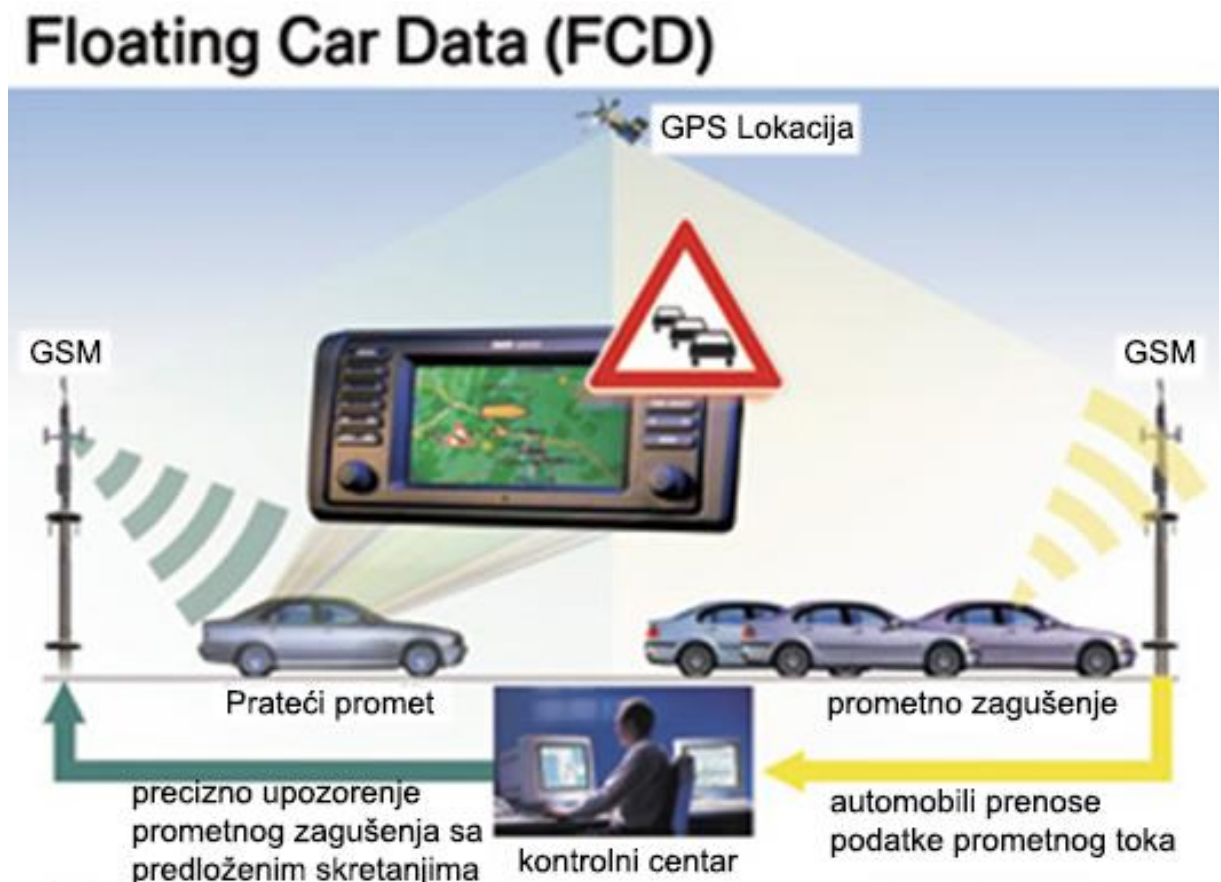 Floating Car Data (FCD)
GPS Lokacija
GSM
GSM
Prateći promet
prometno zagušenje
precizno upozorenje
prometnog zagušenja sa
predloženim skretanjima
kontrolni centar
automobili prenose
podatke prometnog toka